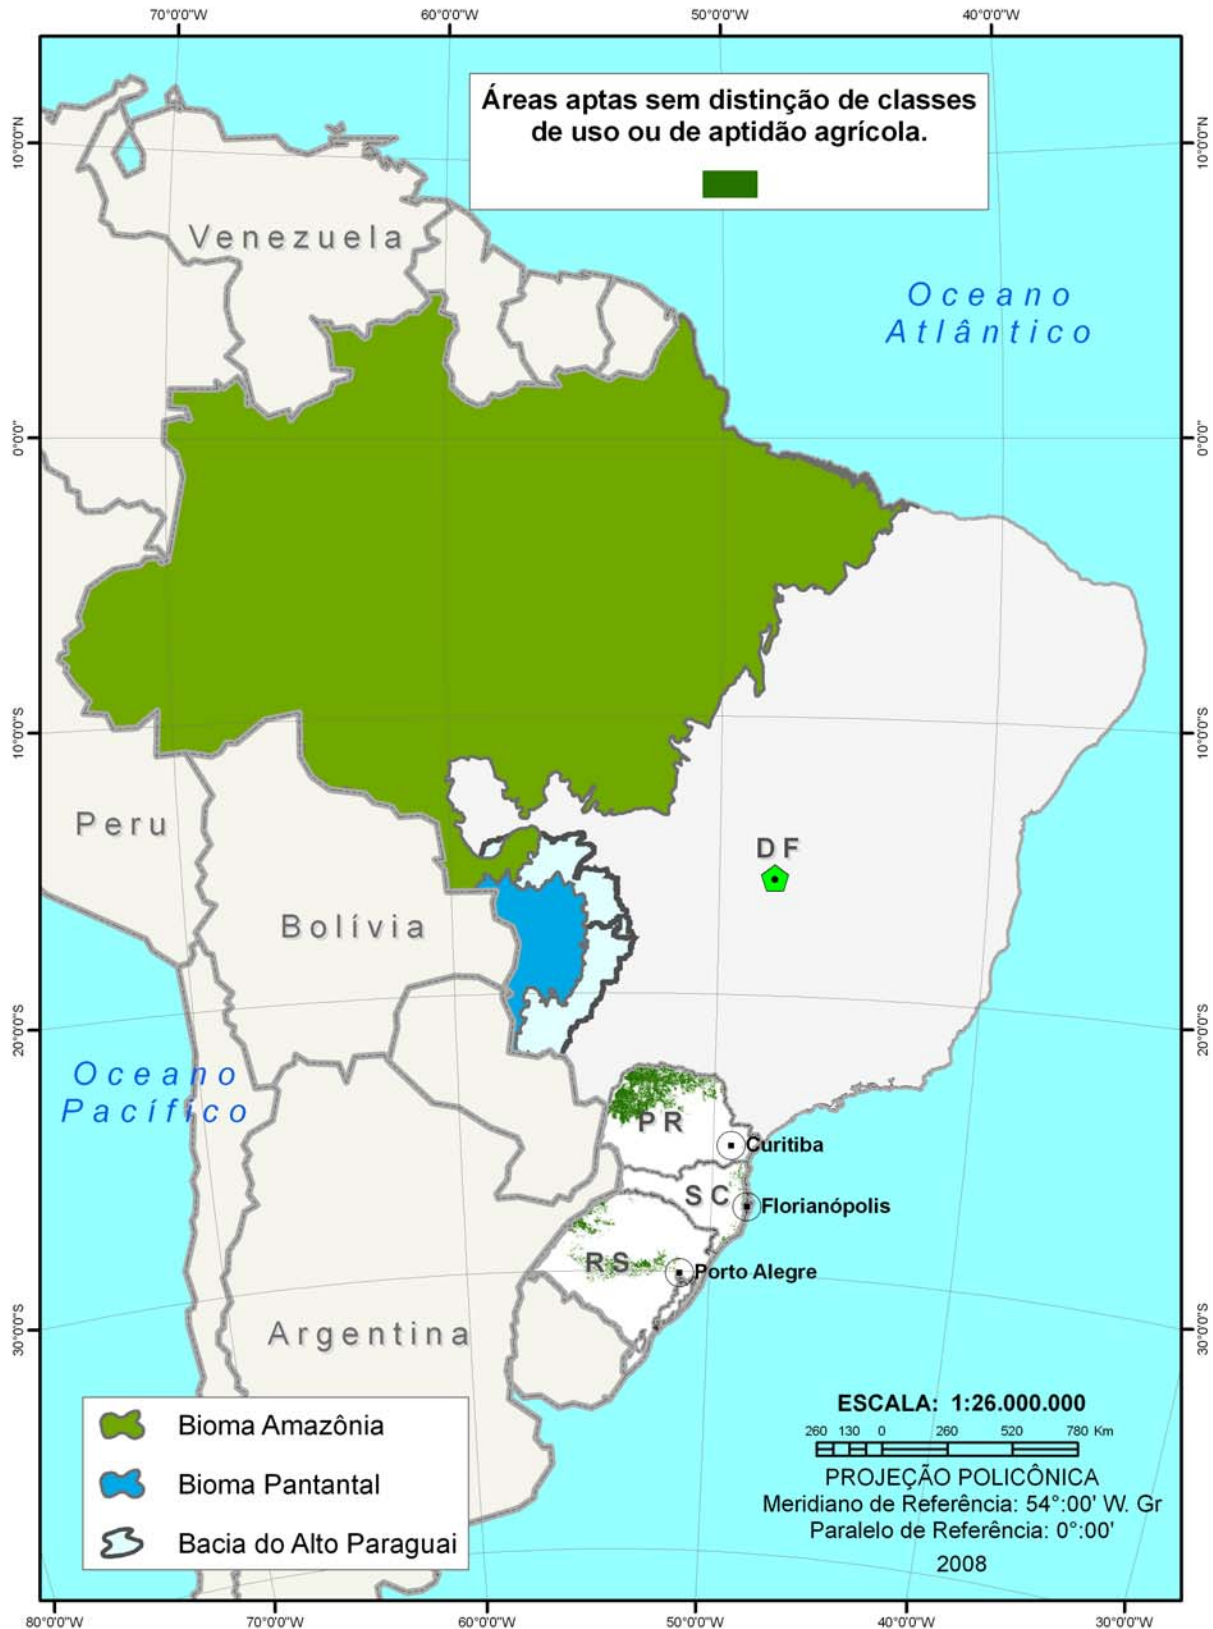 70°0'0"W
60°0'0"W
50°0'0"W
40°0'0"W
Áreas aptas sem distinção de classes
de uso ou de aptidão agrícola.
10°0'0"N
10°0'0"N
Venezuela
Oceano
Atlântico
0°0'0"
0°0'0"
10°0'0"S
10°0'0"S
Peru
DF
Bolívia
20°0'0"S
20°0'0"S
Oceano
Pacífico
PR
Curitiba
SC
Florianópolis
RS
Porto Alegre
30°0'0"S
30°0'0"S
Argentina
Bioma Amazônia
Bioma Pantantal
Bacia do Alto Paraguai
ESCALA: 1:26.000.000
260 130 0 260 520 780 Km
PROJEÇÃO POLICÔNICA
Meridiano de Referência: 54°:00' W. Gr
Paralelo de Referência: 0°:00'
2008
80°0'0"W
70°0'0"W
60°0'0"W
50°0'0"W
40°0'0"W
30°0'0"W